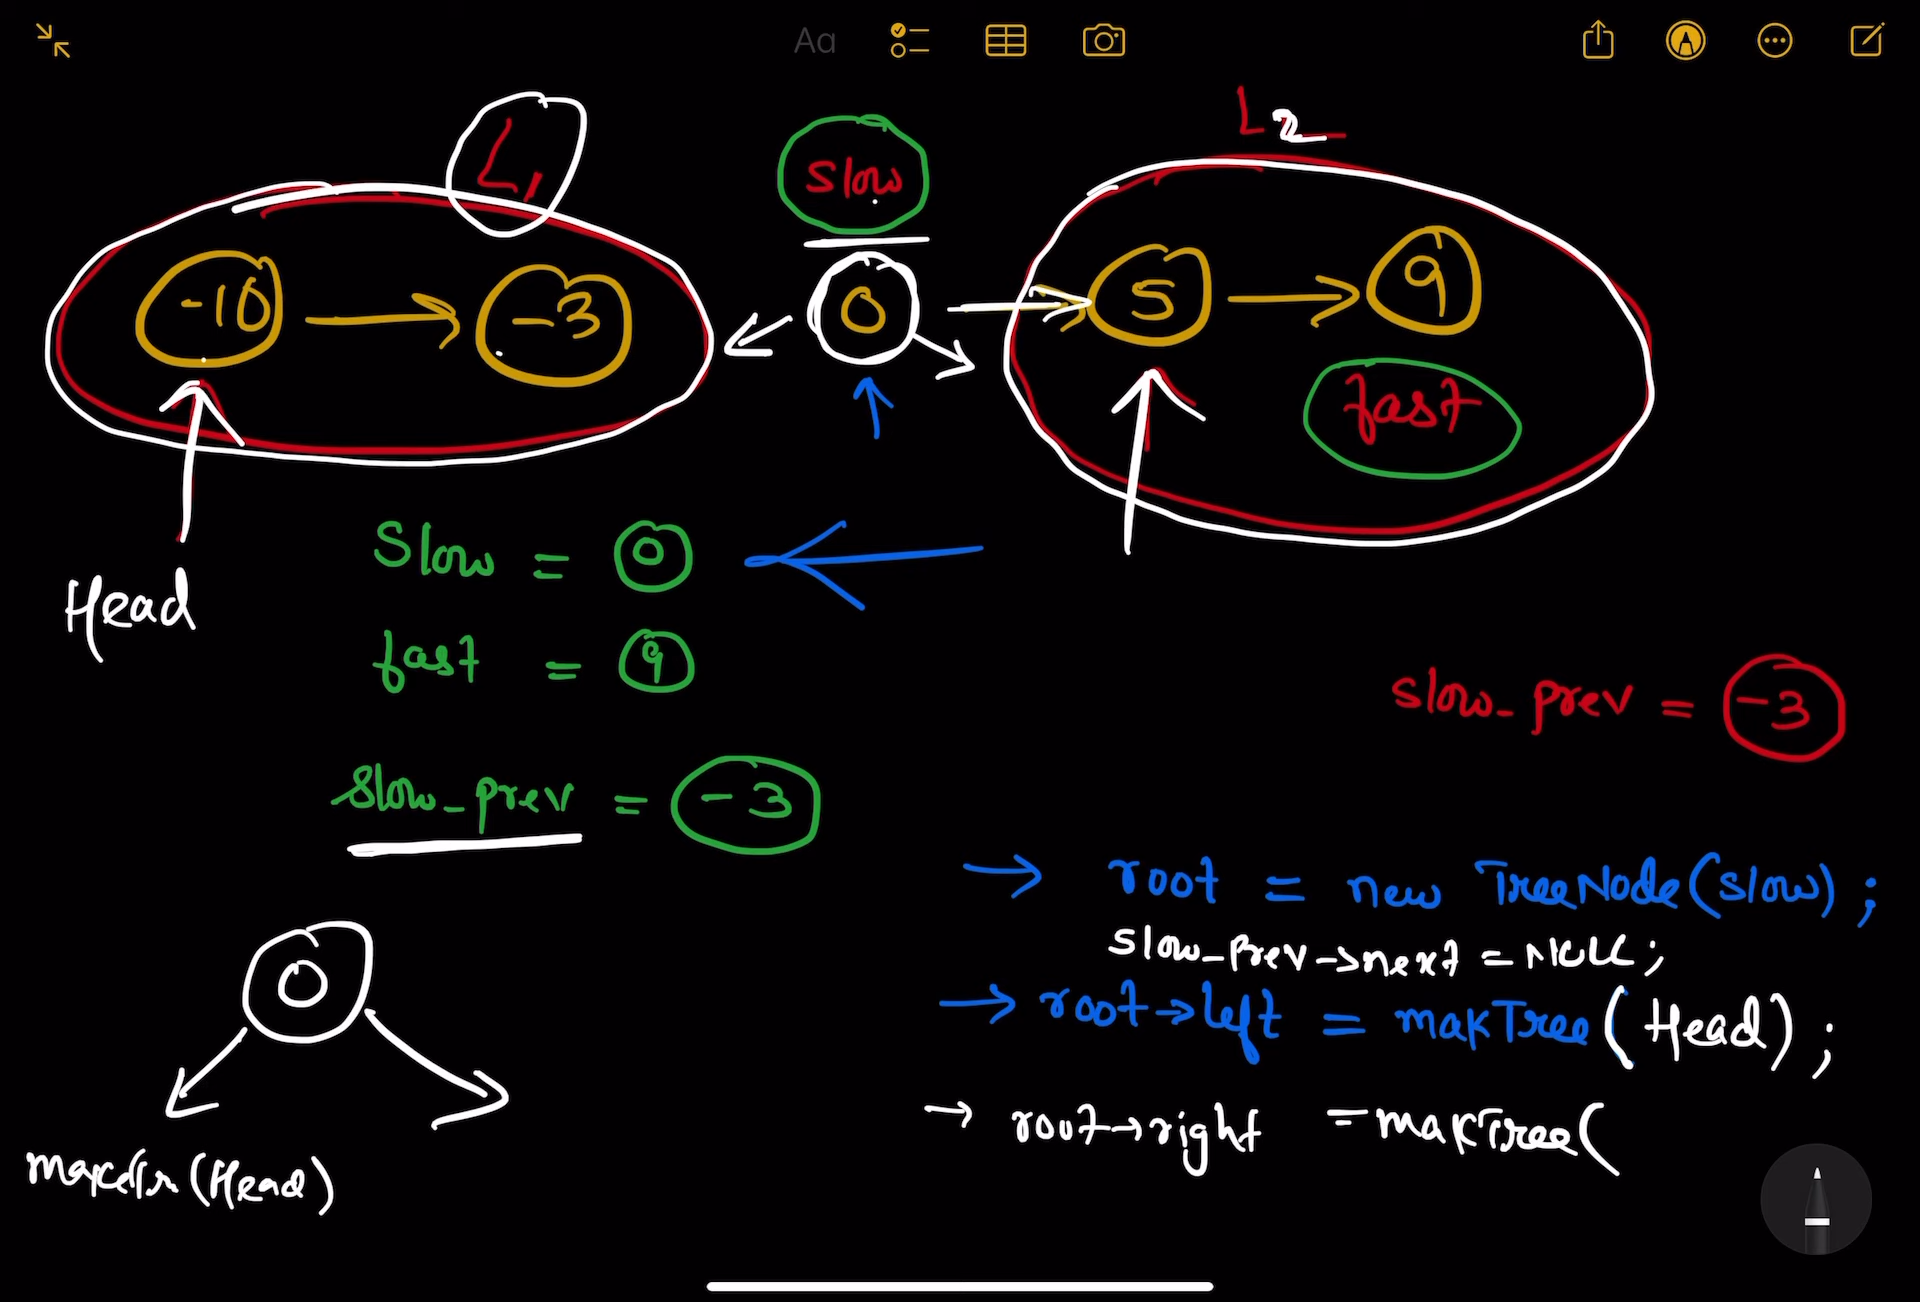 Aa
L1
slow
L2
-10 → -3
0 → 5 → 9
fast
Head
Slow = 0
fast = 9
slow_prev = -3
slow_prev = -3
→ root = new TreeNode(slow);
slow_prev->next = NULL;
→ root→left = makTree(Head);
→ root→right = makTree(
0
(Head)